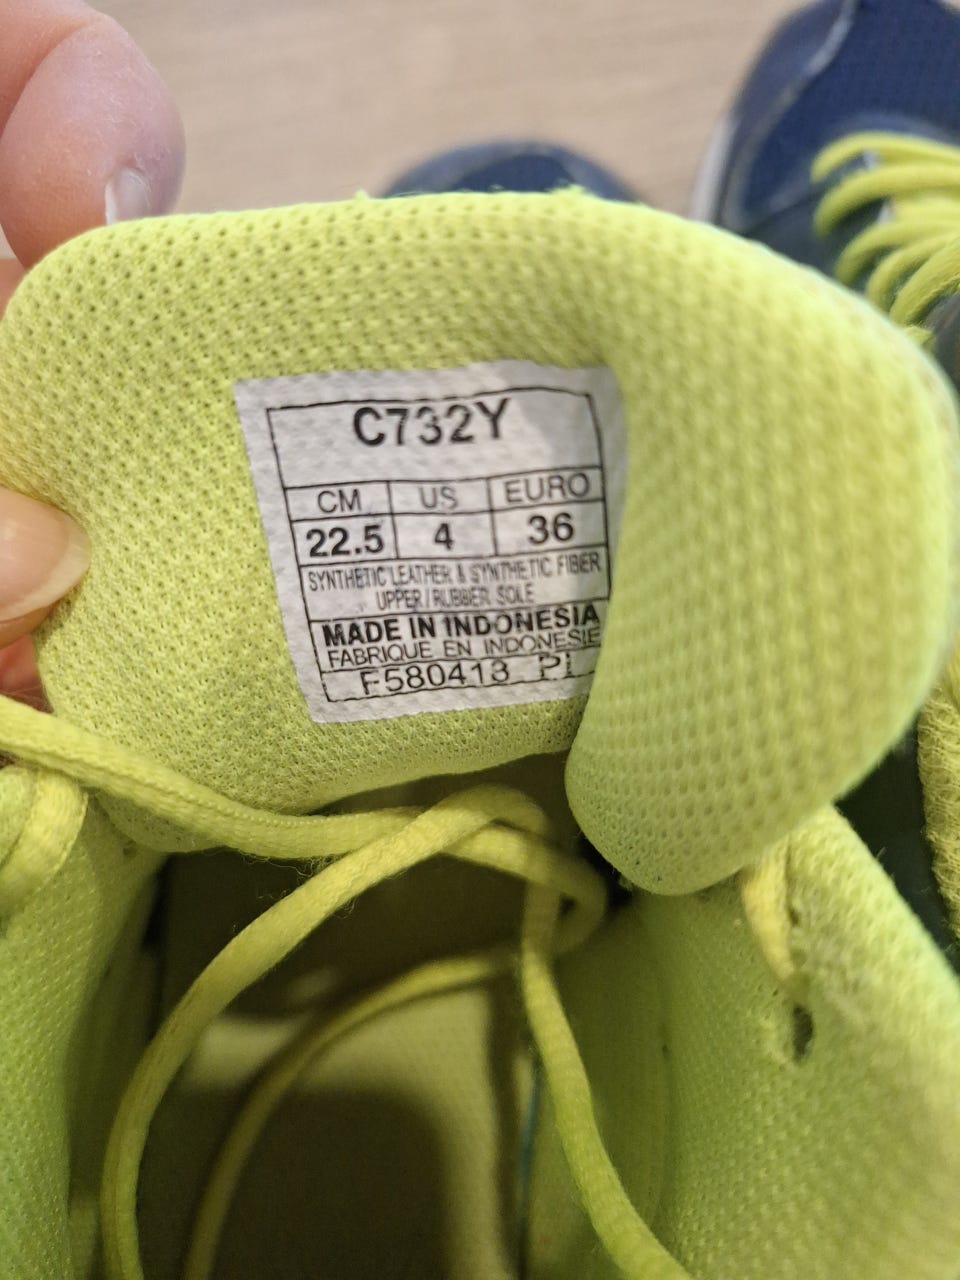 C732Y
CM US EURO
22.5 4 36
SYNTHETIC LEATHER & SYNTHETIC FIBER
UPPER / RUBBER SOLE
MADE IN INDONESIA
FABRIQUE EN INDONESIE
F580413 PI